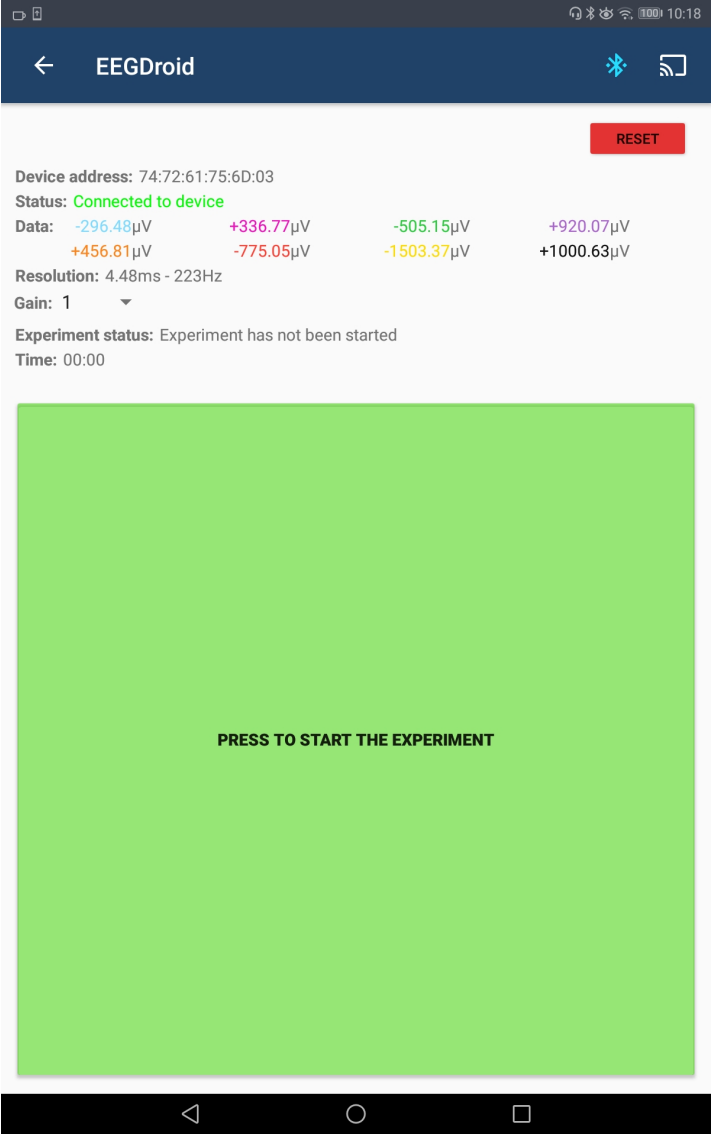 100 10:18
EEGDroid
RESET
Device address: 74:72:61:75:6D:03
Status: Connected to device
Data: -296.48µV +336.77µV -505.15µV +920.07µV
+456.81µV -775.05µV -1503.37µV +1000.63µV
Resolution: 4.48ms - 223Hz
Gain: 1
Experiment status: Experiment has not been started
Time: 00:00
PRESS TO START THE EXPERIMENT